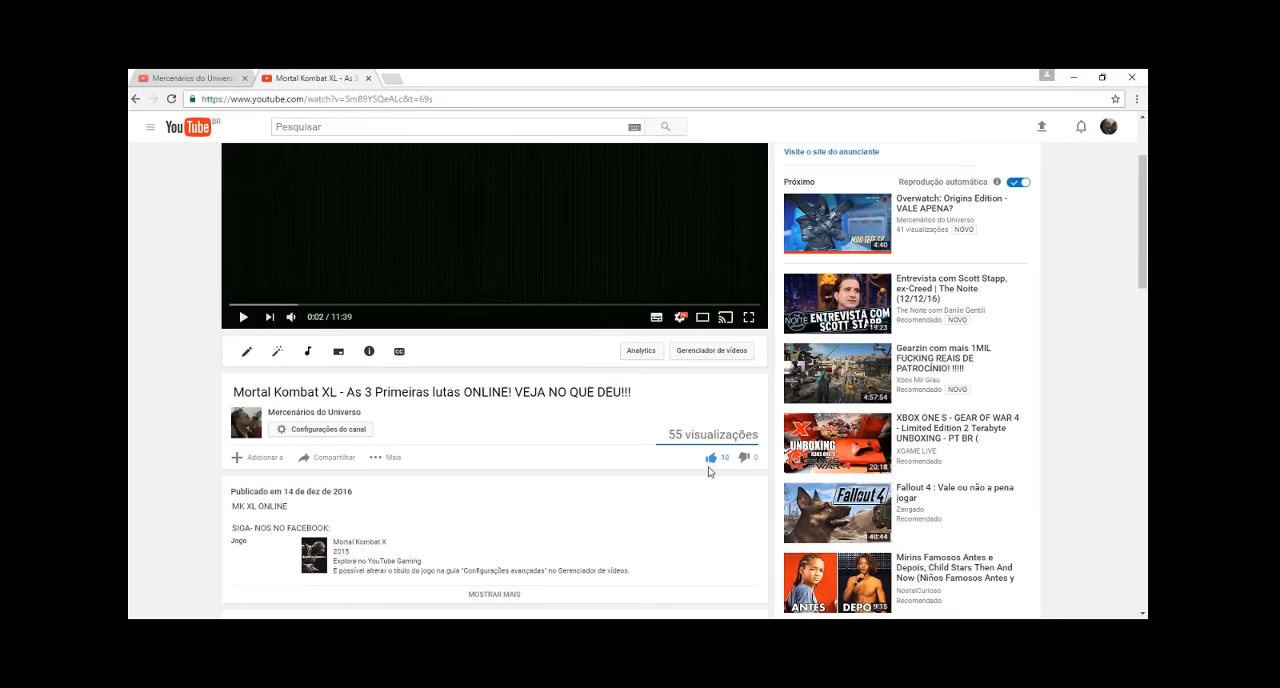 Mercenários do Univers
Mortal Kombat XL - As 3
https://www.youtube.com/watch?v=SmB9YSQeALc&t=69s
YouTube BR
Pesquisar
0:02 / 11:39
Analytics
Gerenciador de vídeos
Mortal Kombat XL - As 3 Primeiras lutas ONLINE! VEJA NO QUE DEU!!!
Mercenários do Universo
Configurações do canal
55 visualizações
Adicionar a
Compartilhar
Mais
10
0
Publicado em 14 de dez de 2016
MK XL ONLINE
SIGA- NOS NO FACEBOOK:
Jogo
Mortal Kombat X
2015
Explore no YouTube Gaming
É possível alterar o título do jogo na guia "Configurações avançadas" no Gerenciador de vídeos.
MOSTRAR MAIS
Visite o site do anunciante
Próximo
Reprodução automática
4:40
Overwatch: Origins Edition -
VALE APENA?
Mercenários do Universo
41 visualizações NOVO
NOITE
ENTREVISTA
COM SCOTT STAPP
19:23
Entrevista com Scott Stapp,
ex-Creed | The Noite
(12/12/16)
The Noite com Danilo Gentili
Recomendado NOVO
4:57:54
Gearzin com mais 1MIL
FUCKING REAIS DE
PATROCÍNIO! !!!!!
Xbox Mil Grau
Recomendado NOVO
UNBOXING
20:18
XBOX ONE S - GEAR OF WAR 4
- Limited Edition 2 Terabyte
UNBOXING - PT BR (
XGAME LIVE
Recomendado
Fallout 4
40:44
Fallout 4 : Vale ou não a pena
jogar
Zangado
Recomendado
ANTES
DEPO
9:15
Mirins Famosos Antes e
Depois, Child Stars Then And
Now (Niños Famosos Antes y
NostalCurioso
Recomendado